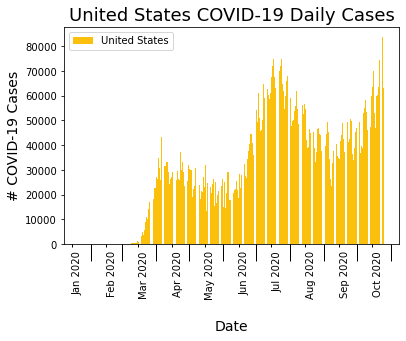 United States COVID-19 Daily Cases
United States
# COVID-19 Cases
80000
70000
60000
50000
40000
30000
20000
10000
0
Jan 2020
Feb 2020
Mar 2020
Apr 2020
May 2020
Jun 2020
Jul 2020
Aug 2020
Sep 2020
Oct 2020
Date